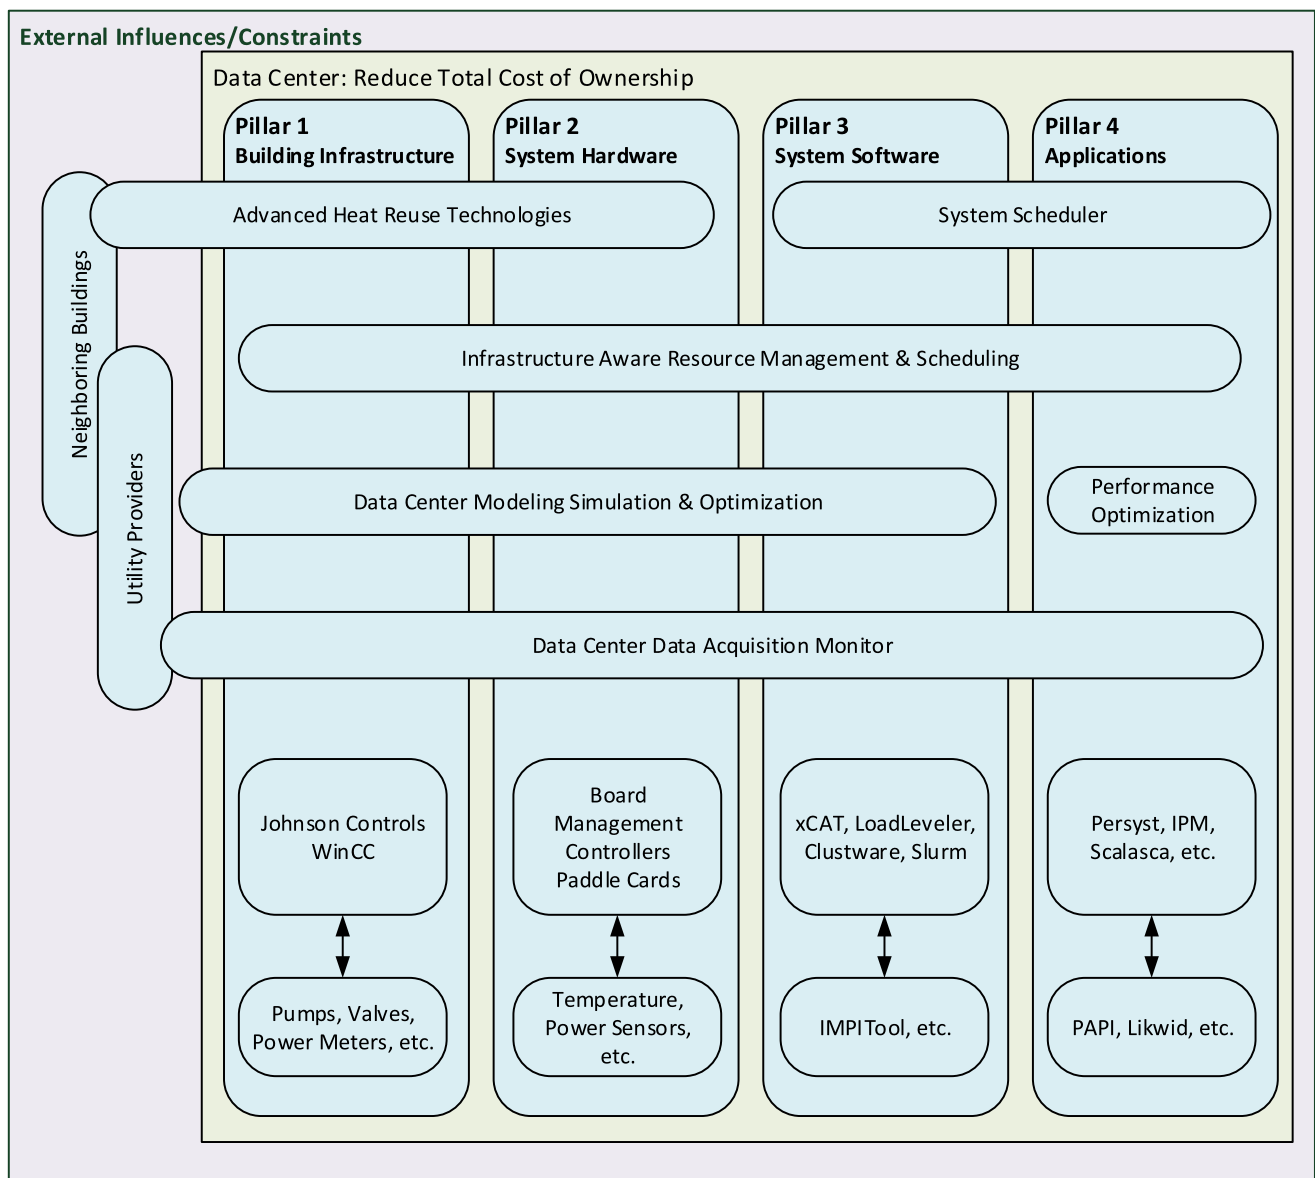 External Influences/Constraints
Data Center: Reduce Total Cost of Ownership
Pillar 1
Building Infrastructure
Pillar 2
System Hardware
Pillar 3
System Software
Pillar 4
Applications
Advanced Heat Reuse Technologies
System Scheduler
Neighboring Buildings
Infrastructure Aware Resource Management & Scheduling
Utility Providers
Data Center Modeling Simulation & Optimization
Performance
Optimization
Data Center Data Acquisition Monitor
Johnson Controls
WinCC
Board
Management
Controllers
Paddle Cards
xCAT, LoadLeveler,
Clustware, Slurm
Persyst, IPM,
Scalasca, etc.
Pumps, Valves,
Power Meters, etc.
Temperature,
Power Sensors,
etc.
IMPITool, etc.
PAPI, Likwid, etc.